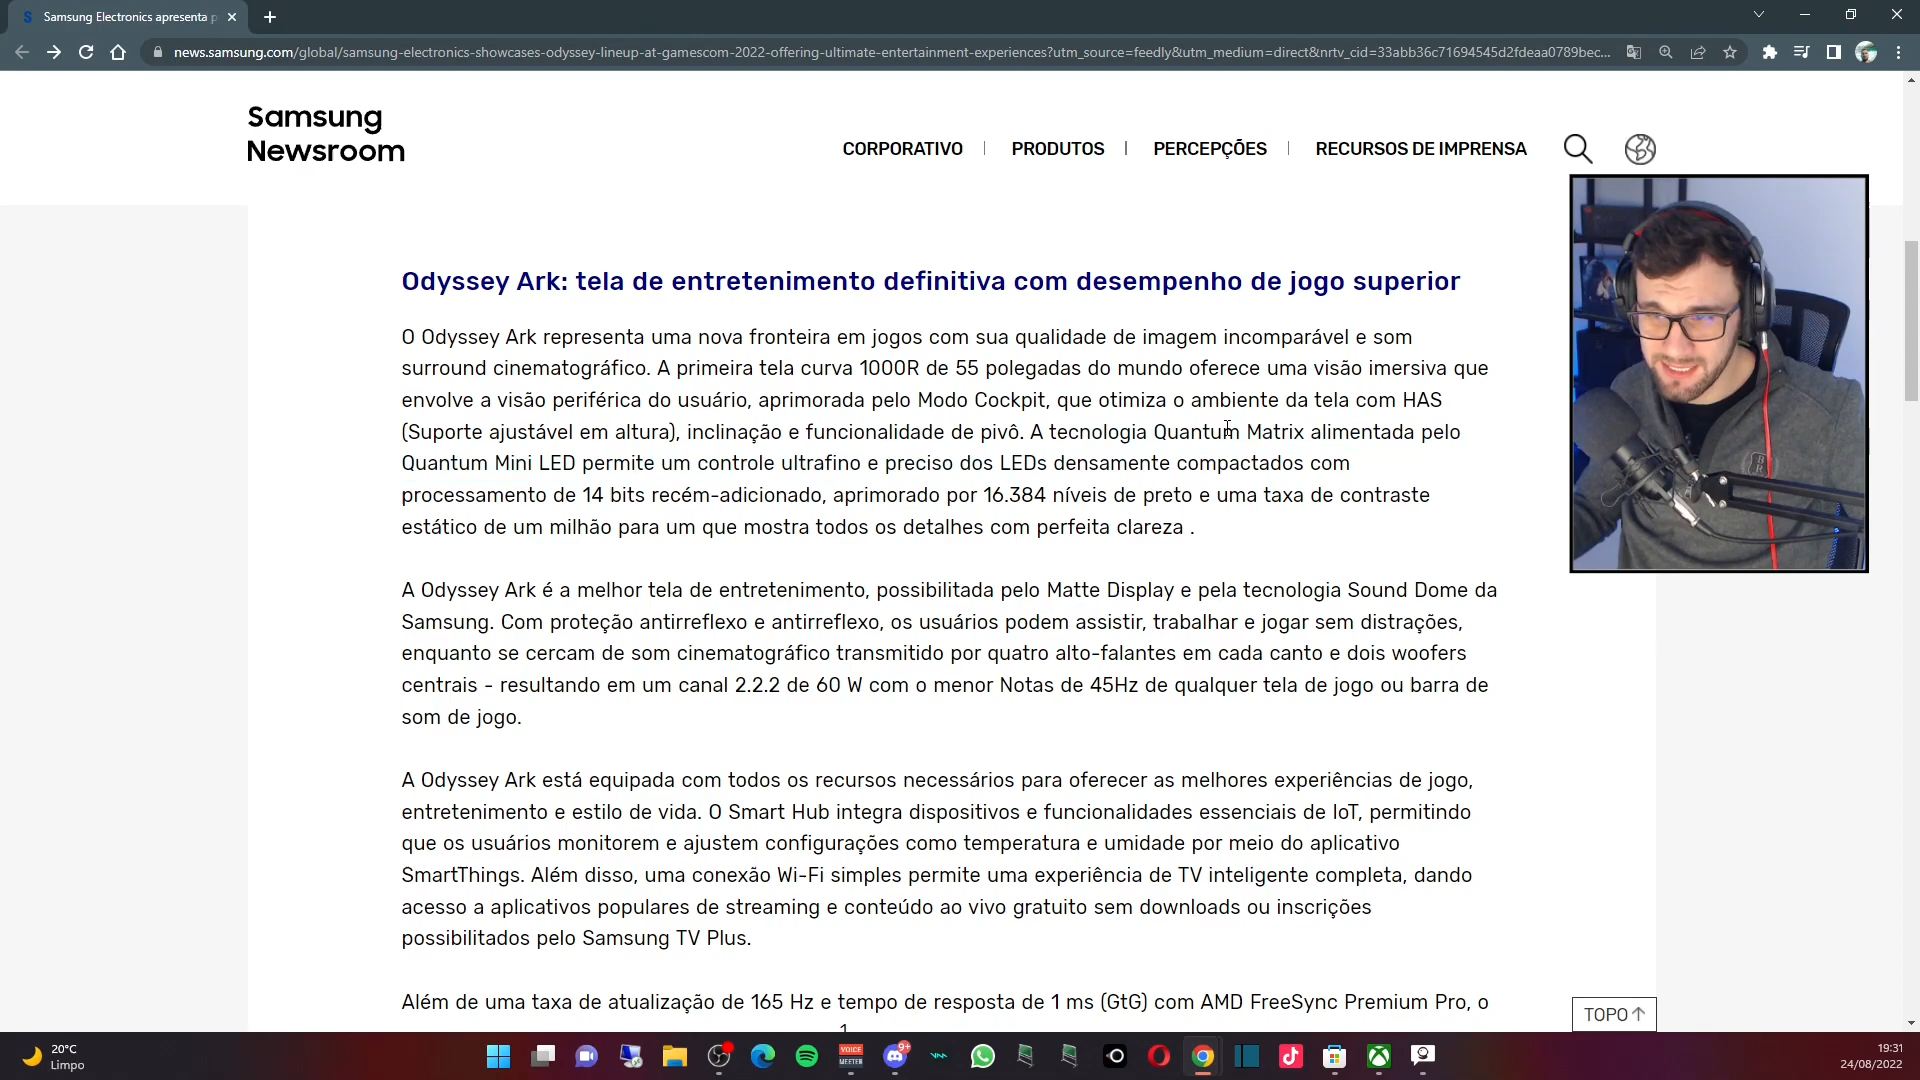 Samsung Electronics apresenta p
news.samsung.com/global/samsung-electronics-showcases-odyssey-lineup-at-gamescom-2022-offering-ultimate-entertainment-experiences?utm_source=feedly&utm_medium=direct&nrtv_cid=33abb36c71694545d2fdeaa0789bec...
Samsung
Newsroom
CORPORATIVO
PRODUTOS
PERCEPÇÕES
RECURSOS DE IMPRENSA
Odyssey Ark: tela de entretenimento definitiva com desempenho de jogo superior
O Odyssey Ark representa uma nova fronteira em jogos com sua qualidade de imagem incomparável e som
surround cinematográfico. A primeira tela curva 1000R de 55 polegadas do mundo oferece uma visão imersiva que
envolve a visão periférica do usuário, aprimorada pelo Modo Cockpit, que otimiza o ambiente da tela com HAS
(Suporte ajustável em altura), inclinação e funcionalidade de pivô. A tecnologia Quantum Matrix alimentada pelo
Quantum Mini LED permite um controle ultrafino e preciso dos LEDs densamente compactados com
processamento de 14 bits recém-adicionado, aprimorado por 16.384 níveis de preto e uma taxa de contraste
estático de um milhão para um que mostra todos os detalhes com perfeita clareza .
A Odyssey Ark é a melhor tela de entretenimento, possibilitada pelo Matte Display e pela tecnologia Sound Dome da
Samsung. Com proteção antirreflexo e antirreflexo, os usuários podem assistir, trabalhar e jogar sem distrações,
enquanto se cercam de som cinematográfico transmitido por quatro alto-falantes em cada canto e dois woofers
centrais - resultando em um canal 2.2.2 de 60 W com o menor Notas de 45Hz de qualquer tela de jogo ou barra de
som de jogo.
A Odyssey Ark está equipada com todos os recursos necessários para oferecer as melhores experiências de jogo,
entretenimento e estilo de vida. O Smart Hub integra dispositivos e funcionalidades essenciais de IoT, permitindo
que os usuários monitorem e ajustem configurações como temperatura e umidade por meio do aplicativo
SmartThings. Além disso, uma conexão Wi-Fi simples permite uma experiência de TV inteligente completa, dando
acesso a aplicativos populares de streaming e conteúdo ao vivo gratuito sem downloads ou inscrições
possibilitados pelo Samsung TV Plus.
Além de uma taxa de atualização de 165 Hz e tempo de resposta de 1 ms (GtG) com AMD FreeSync Premium Pro, o
1
TOPO
20°C
Limpo
VOICE
MEETER
9+
19:31
24/08/2022